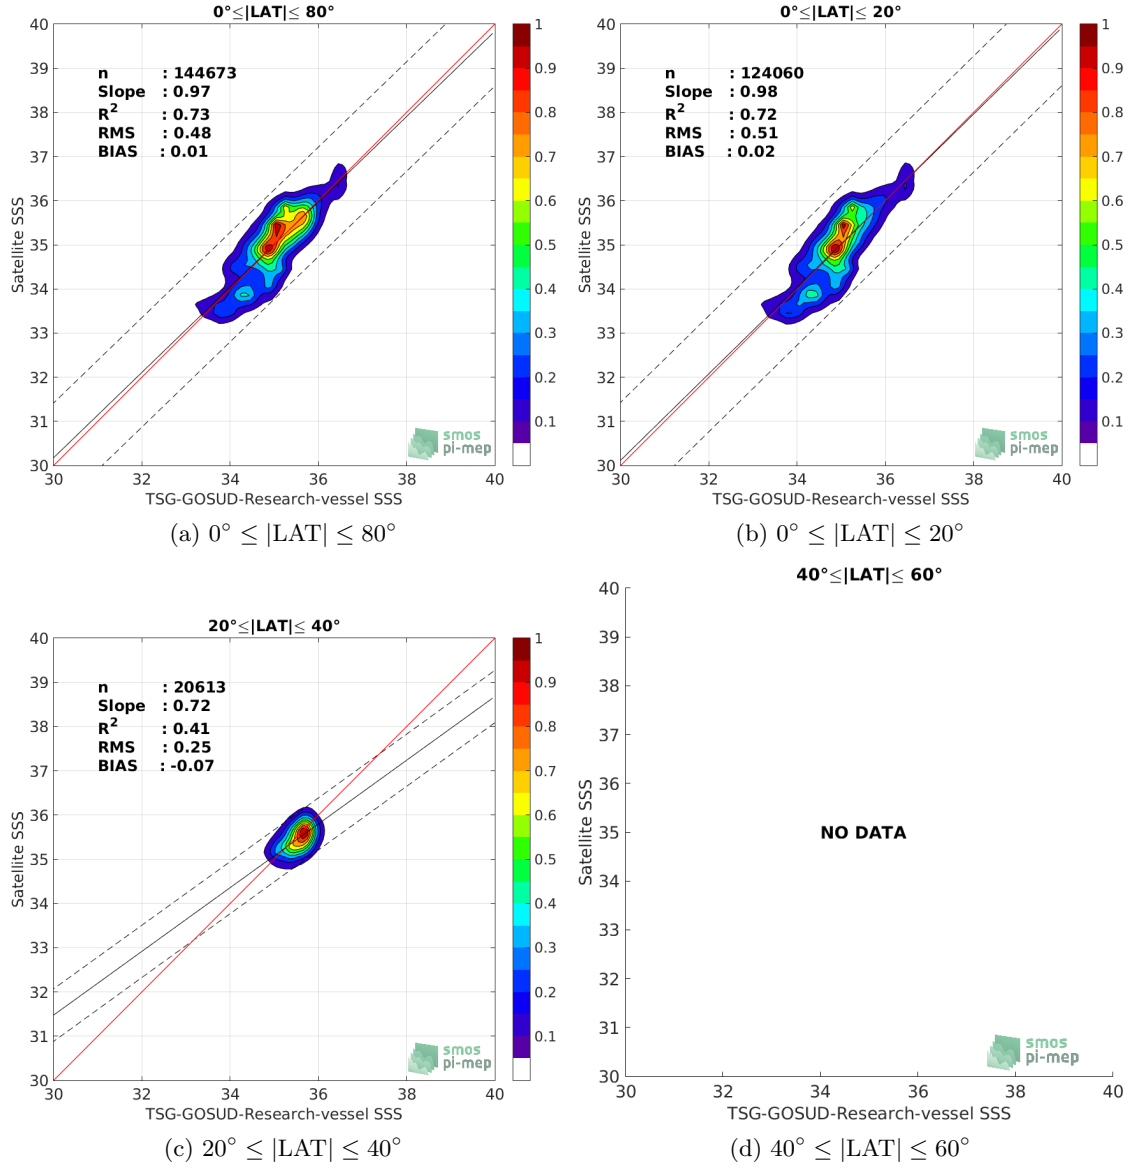 0°≤|LAT|≤ 80°
n : 144673
Slope : 0.97
R2 : 0.73
RMS : 0.48
BIAS : 0.01
40
39
38
37
36
35
34
33
32
31
30
Satellite SSS
30 32 34 36 38 40
TSG-GOSUD-Research-vessel SSS
1
0.9
0.8
0.7
0.6
0.5
0.4
0.3
0.2
0.1
smos
pi-mep
(a) 0° ≤ |LAT| ≤ 80°
0°≤|LAT|≤ 20°
n : 124060
Slope : 0.98
R2 : 0.72
RMS : 0.51
BIAS : 0.02
40
39
38
37
36
35
34
33
32
31
30
Satellite SSS
30 32 34 36 38 40
TSG-GOSUD-Research-vessel SSS
1
0.9
0.8
0.7
0.6
0.5
0.4
0.3
0.2
0.1
smos
pi-mep
(b) 0° ≤ |LAT| ≤ 20°
20°≤|LAT|≤ 40°
n : 20613
Slope : 0.72
R2 : 0.41
RMS : 0.25
BIAS : -0.07
40
39
38
37
36
35
34
33
32
31
30
Satellite SSS
30 32 34 36 38 40
TSG-GOSUD-Research-vessel SSS
1
0.9
0.8
0.7
0.6
0.5
0.4
0.3
0.2
0.1
smos
pi-mep
(c) 20° ≤ |LAT| ≤ 40°
40°≤|LAT|≤ 60°
40
39
38
37
36
35
34
33
32
31
30
Satellite SSS
NO DATA
30 32 34 36 38 40
TSG-GOSUD-Research-vessel SSS
smos
pi-mep
(d) 40° ≤ |LAT| ≤ 60°